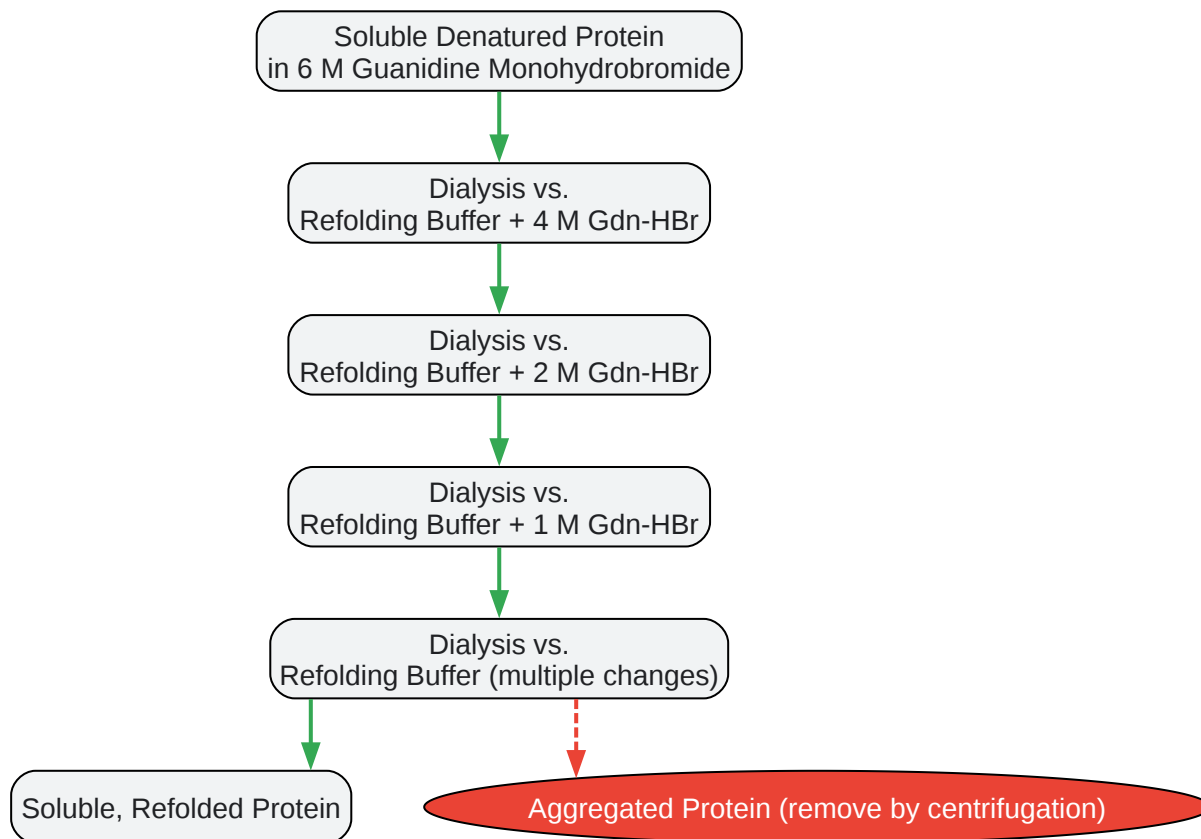 Soluble Denatured Protein
in 6 M Guanidine Monohydrobromide
Dialysis vs.
Refolding Buffer + 4 M Gdn-HBr
Dialysis vs.
Refolding Buffer + 2 M Gdn-HBr
Dialysis vs.
Refolding Buffer + 1 M Gdn-HBr
Dialysis vs.
Refolding Buffer (multiple changes)
Soluble, Refolded Protein
Aggregated Protein (remove by centrifugation)